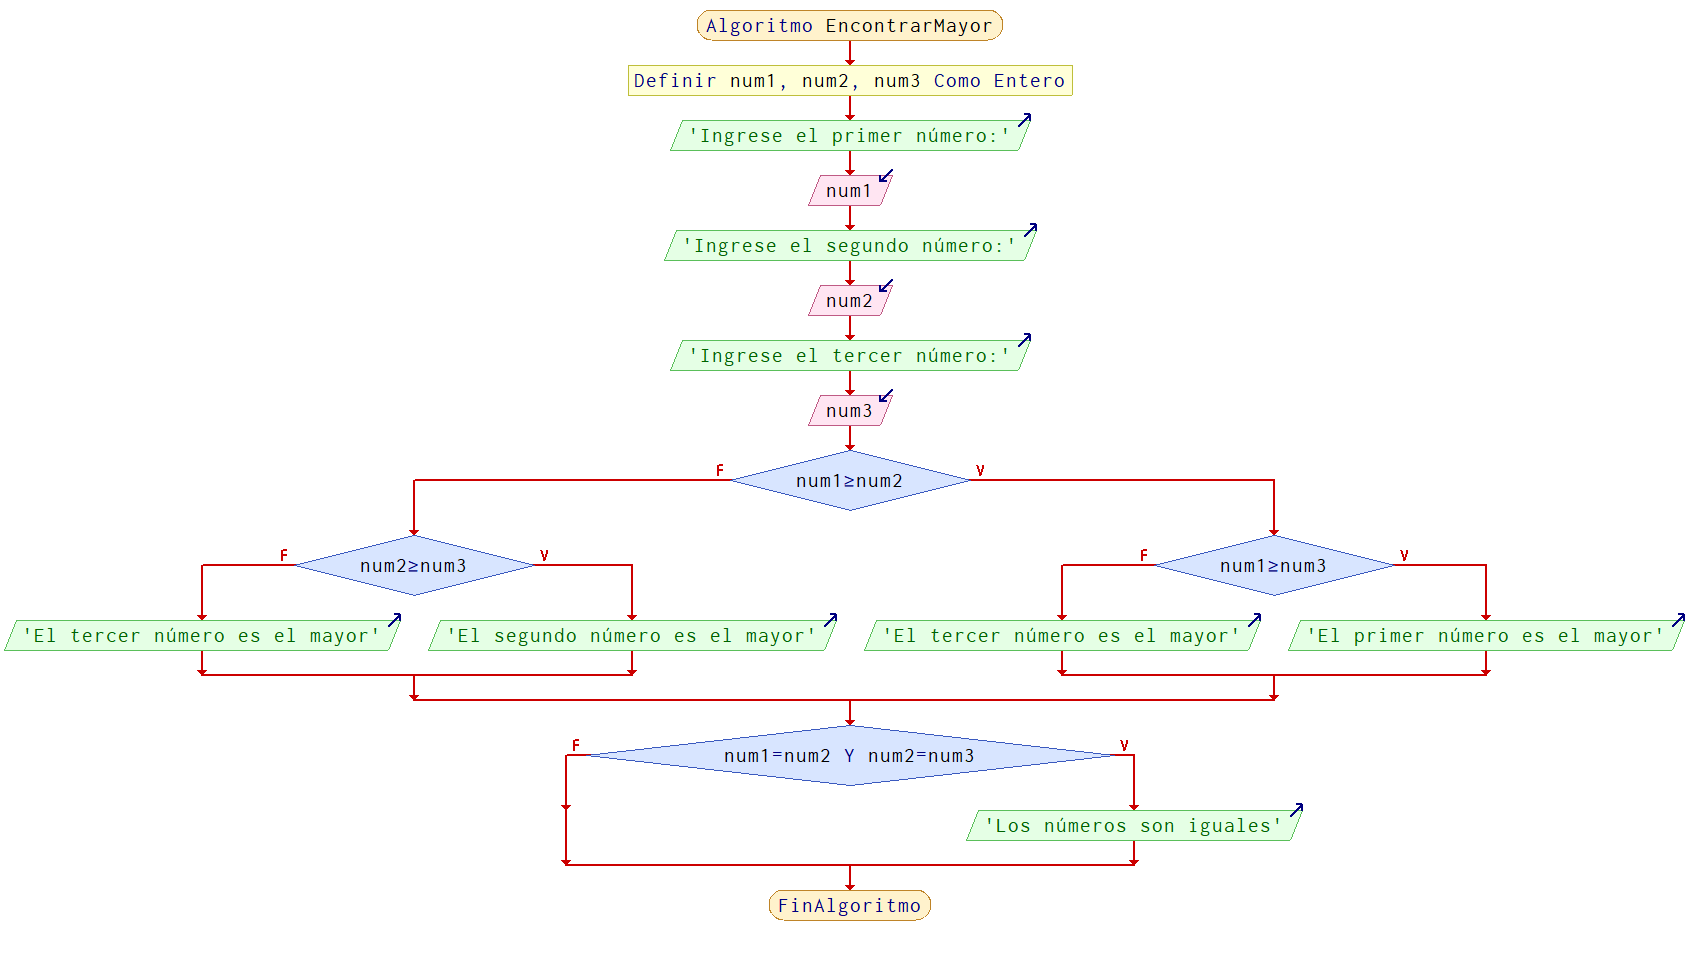 Algoritmo EncontrarMayor
Definir num1, num2, num3 Como Entero
'Ingrese el primer número:'
num1
'Ingrese el segundo número:'
num2
'Ingrese el tercer número:'
num3
F
V
num1≥num2
F
V
F
V
num2≥num3
num1≥num3
'El tercer número es el mayor'
'El segundo número es el mayor'
'El tercer número es el mayor'
'El primer número es el mayor'
F
V
num1=num2 Y num2=num3
'Los números son iguales'
FinAlgoritmo